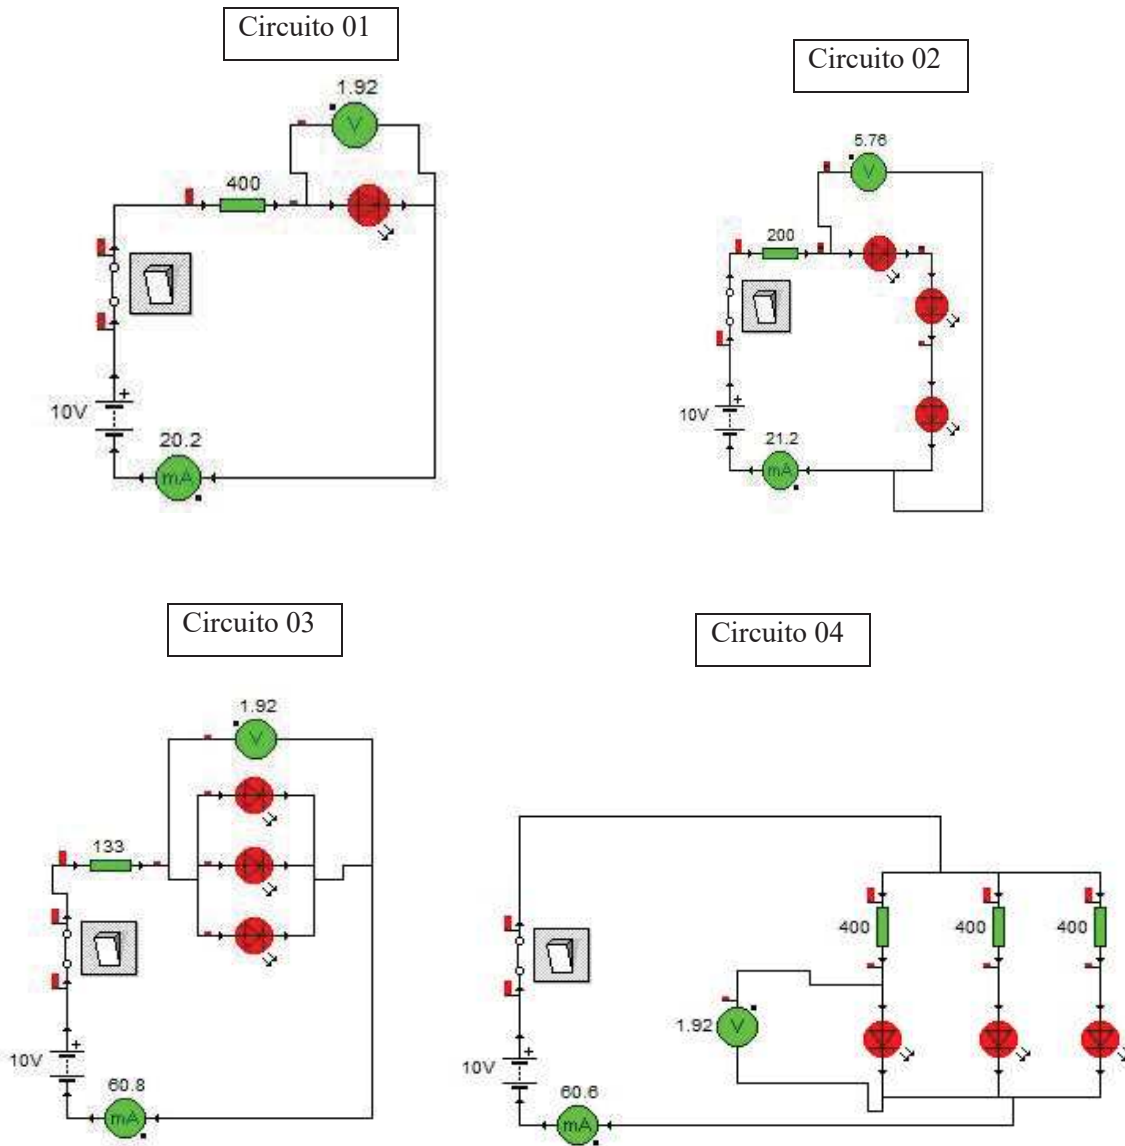 Circuito 01
1.92
V
400
10V
+
20.2
mA
Circuito 02
5.76
V
200
10V
+
21.2
mA
Circuito 03
1.92
V
133
10V
+
60.8
mA
Circuito 04
400
400
400
1.92
V
10V
+
60.6
mA